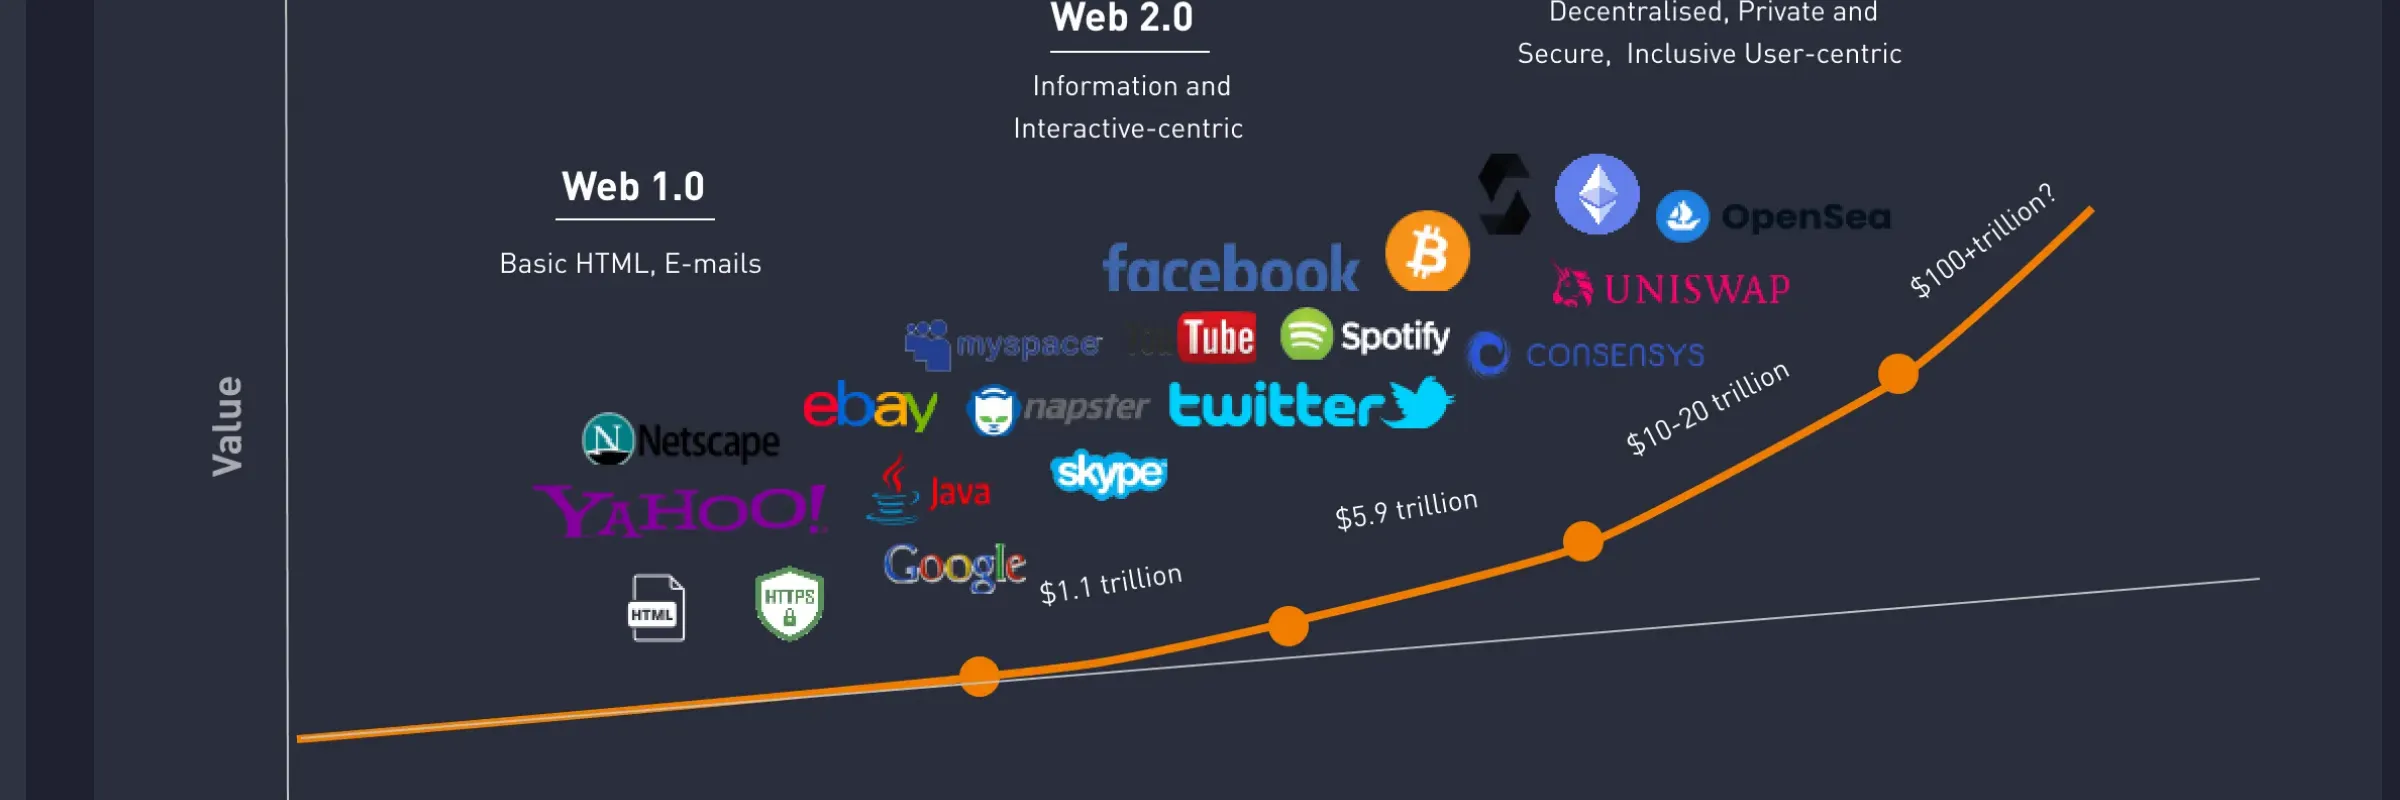 Web 2.0
Information and
Interactive-centric
Decentralised, Private and
Secure, Inclusive User-centric
Web 1.0
Basic HTML, E-mails
Value
OpenSea
facebook
UNISWAP
$100+trillion?
myspace
You Tube
Spotify
CONSENSYS
ebay
napster
twitter
$10-20 trillion
N Netscape
YAHOO!
Java
skype
$5.9 trillion
Google
$1.1 trillion
HTML
HTTPS